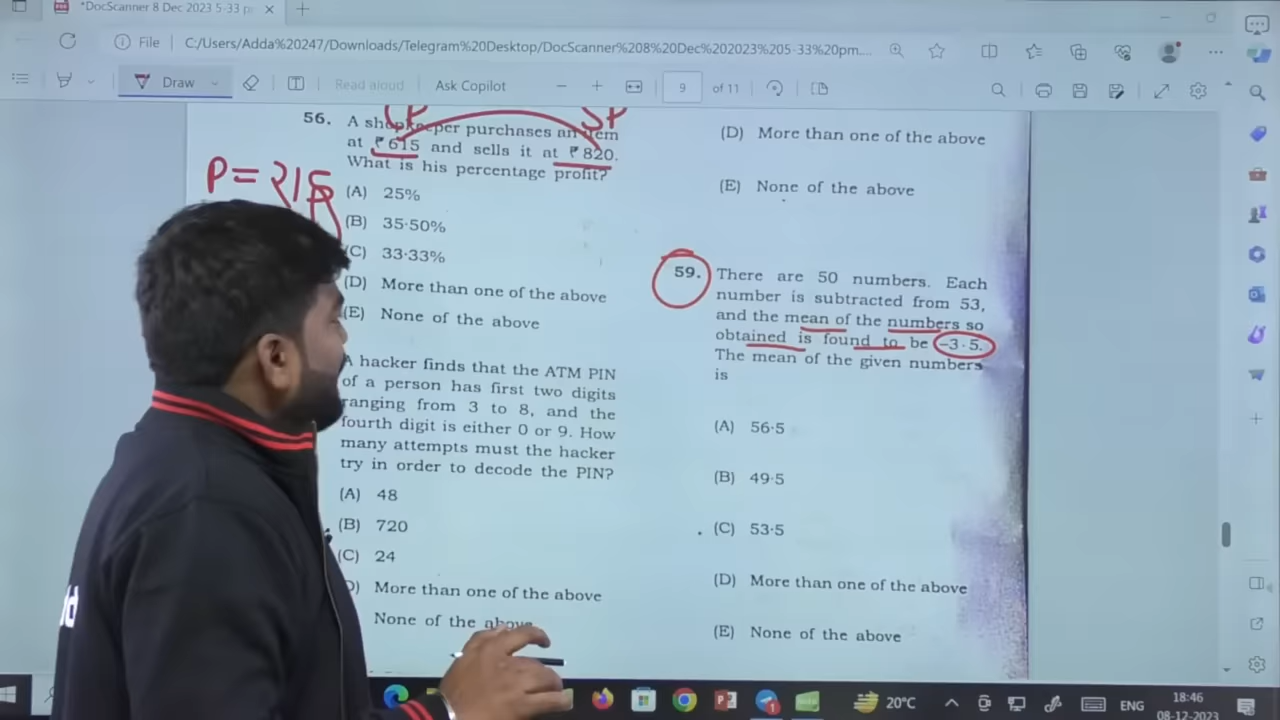 *DocScanner 8 Dec 2023 5-33 p
File
C:/Users/Adda%20247/Downloads/Telegram%20Desktop/DocScanner%208%20Dec%202023%205-33%20pm....
Draw
Read aloud
Ask Copilot
9
of 11
CP
SP
56. A shopkeeper purchases an item
at ₹615 and sells it at ₹820.
What is his percentage profit?
P =
(A) 25%
(B) 35·50%
(C) 33·33%
(D) More than one of the above
(E) None of the above
A hacker finds that the ATM PIN
of a person has first two digits
ranging from 3 to 8, and the
fourth digit is either 0 or 9. How
many attempts must the hacker
try in order to decode the PIN?
(A) 48
(B) 720
(C) 24
D) More than one of the above
None of the above
(D) More than one of the above
(E) None of the above
59. There are 50 numbers. Each
number is subtracted from 53,
and the mean of the numbers so
obtained is found to be −3·5.
The mean of the given numbers
is
(A) 56·5
(B) 49·5
(C) 53·5
(D) More than one of the above
(E) None of the above
20°C
ENG
18:46
08-12-2023